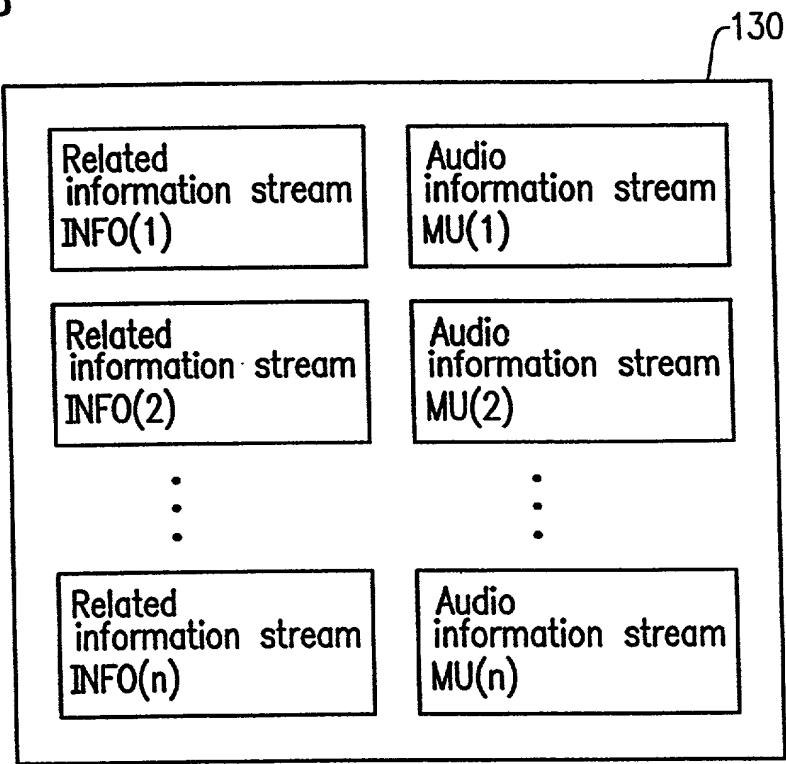 130
Related
information stream
INFO(1)
Audio
information stream
MU(1)
Related
information stream
INFO(2)
Audio
information stream
MU(2)
Related
information stream
INFO(n)
Audio
information stream
MU(n)